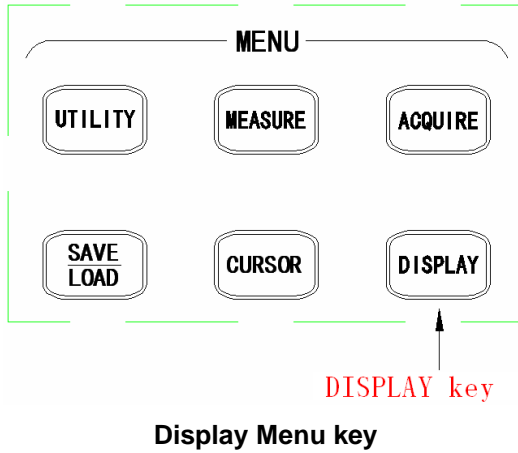 MENU
UTILITY MEASURE ACQUIRE
SAVE CURSOR DISPLAY
LOAD
DISPLAY key
Display Menu key